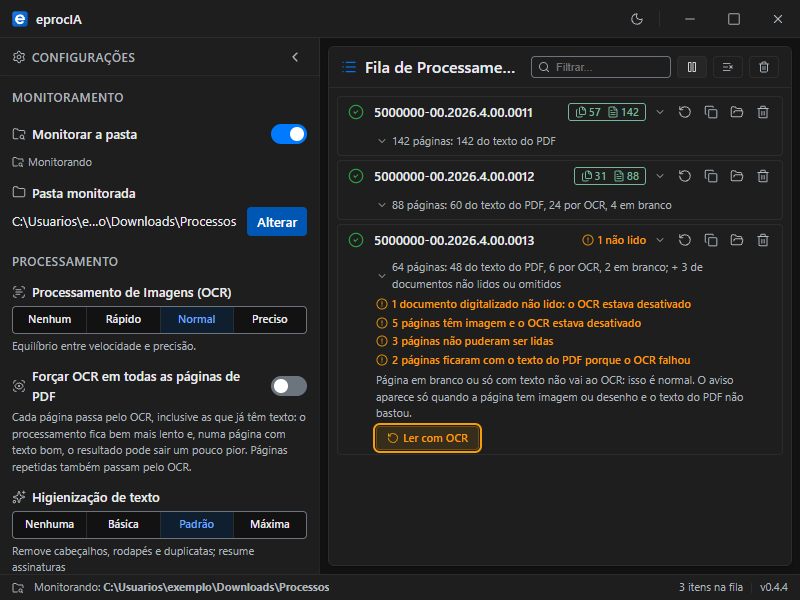 eprocIA
CONFIGURAÇÕES
MONITORAMENTO
Monitorar a pasta
Monitorando
Pasta monitorada
C:\Usuarios\e...o\Downloads\Processos
Alterar
PROCESSAMENTO
Processamento de Imagens (OCR)
Nenhum Rápido Normal Preciso
Equilíbrio entre velocidade e precisão.
Forçar OCR em todas as páginas de
PDF
Cada página passa pelo OCR, inclusive as que já têm texto: o
processamento fica bem mais lento e, numa página com
texto bom, o resultado pode sair um pouco pior. Páginas
repetidas também passam pelo OCR.
Higienização de texto
Nenhuma Básica Padrão Máxima
Remove cabeçalhos, rodapés e duplicatas; resume
assinaturas
Fila de Processame...
Filtrar...
5000000-00.2026.4.00.0011 57 142
142 páginas: 142 do texto do PDF
5000000-00.2026.4.00.0012 31 88
88 páginas: 60 do texto do PDF, 24 por OCR, 4 em branco
5000000-00.2026.4.00.0013 1 não lido
64 páginas: 48 do texto do PDF, 6 por OCR, 2 em branco; + 3 de
documentos não lidos ou omitidos
1 documento digitalizado não lido: o OCR estava desativado
5 páginas têm imagem e o OCR estava desativado
3 páginas não puderam ser lidas
2 páginas ficaram com o texto do PDF porque o OCR falhou
Página em branco ou só com texto não vai ao OCR: isso é normal. O aviso
aparece só quando a página tem imagem ou desenho e o texto do PDF não
bastou.
Ler com OCR
Monitorando: C:\Usuarios\exemplo\Downloads\Processos
3 itens na fila v0.4.4